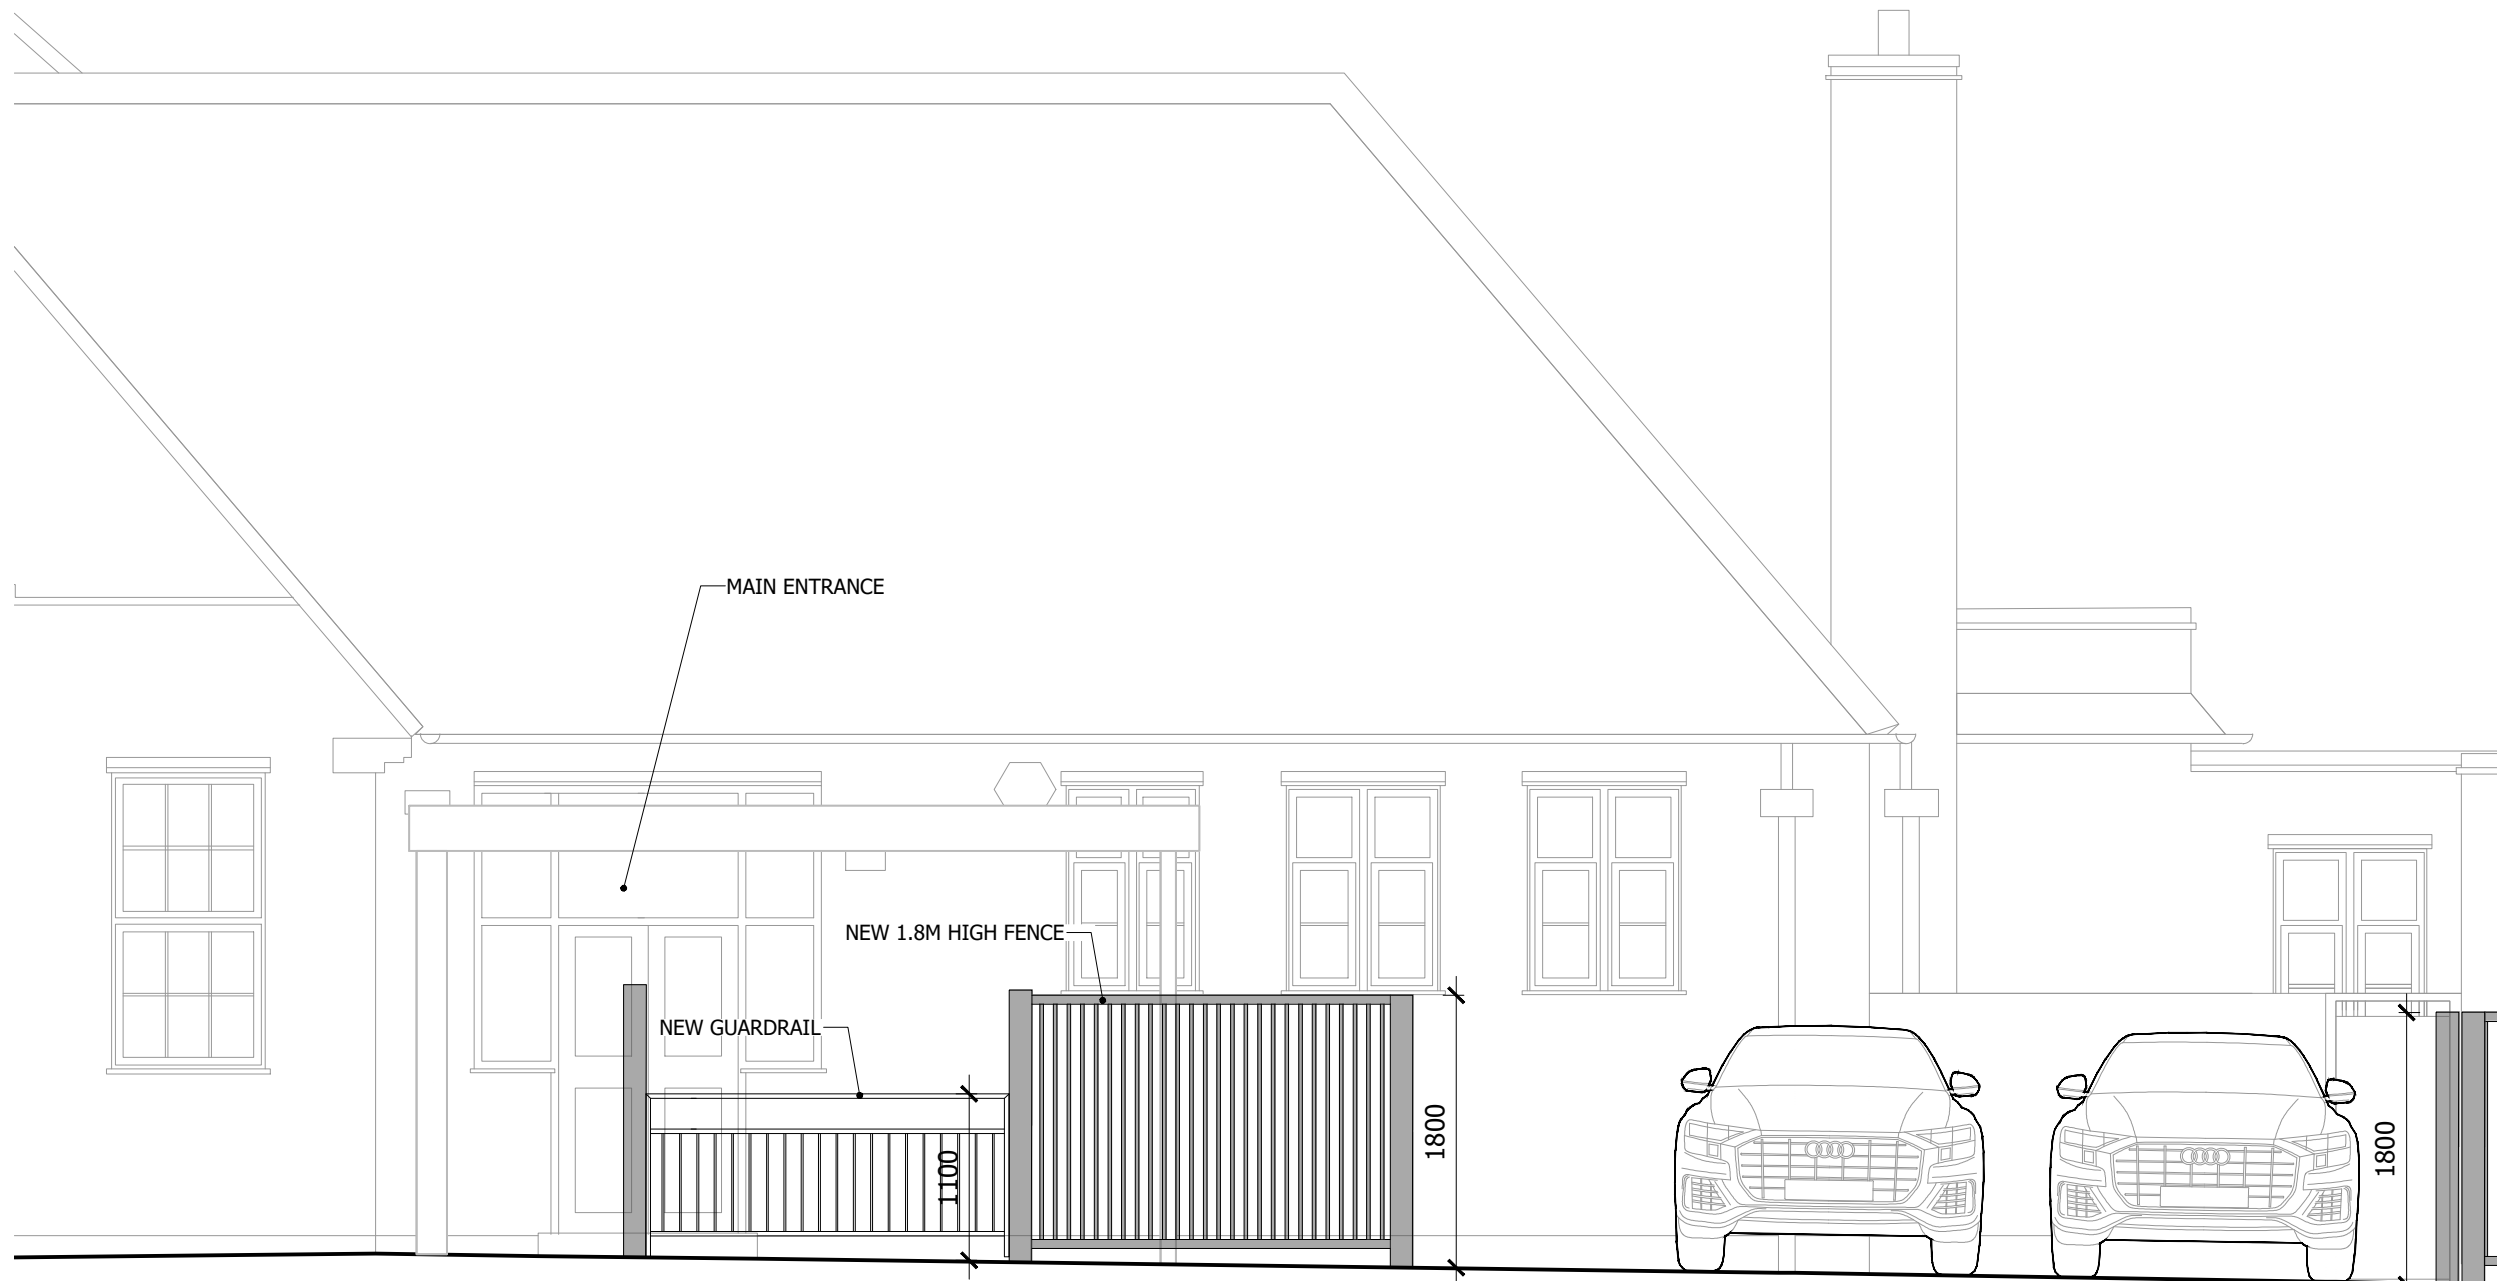 MAIN ENTRANCE
NEW 1.8M HIGH FENCE
NEW GUARDRAIL
1100
1800
1800